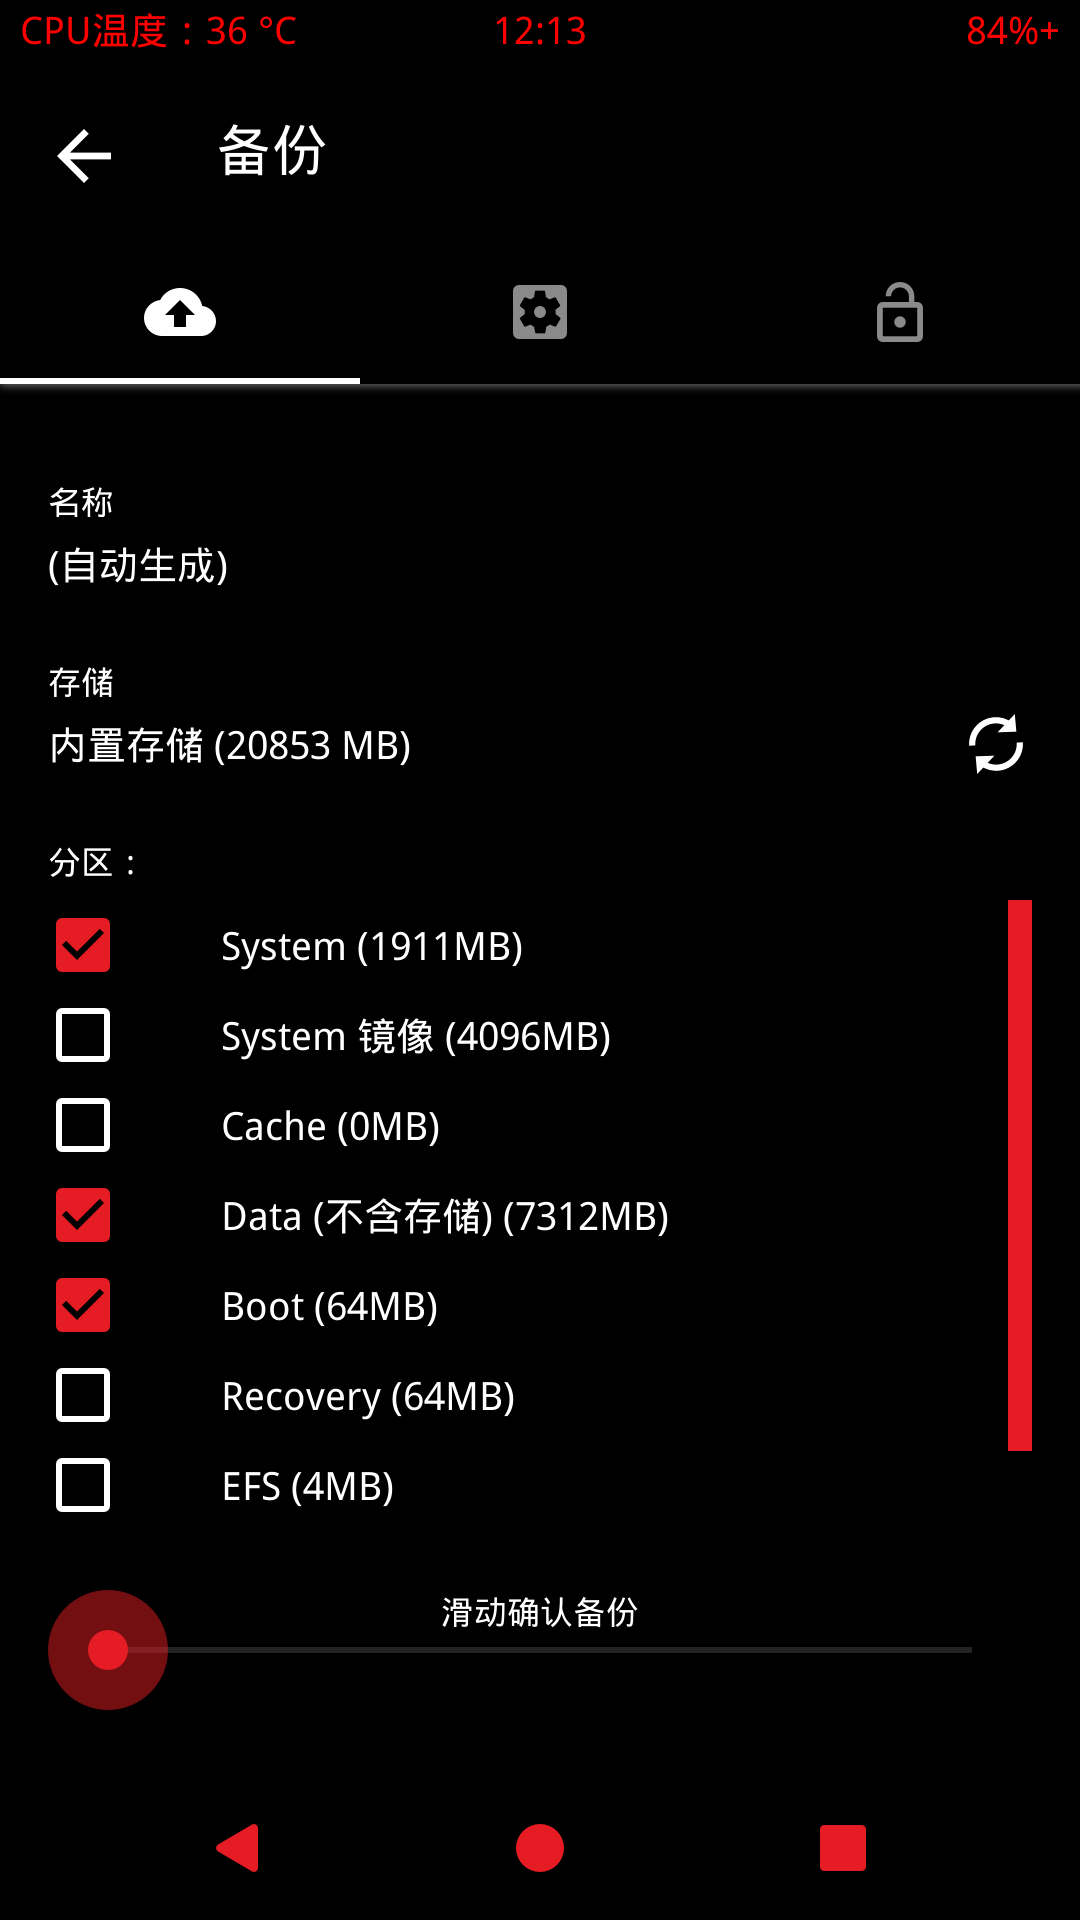 CPU温度：36 °C 12:13 84%+
备份
名称
(自动生成)
存储
内置存储 (20853 MB)
分区：
System (1911MB)
System 镜像 (4096MB)
Cache (0MB)
Data (不含存储) (7312MB)
Boot (64MB)
Recovery (64MB)
EFS (4MB)
滑动确认备份